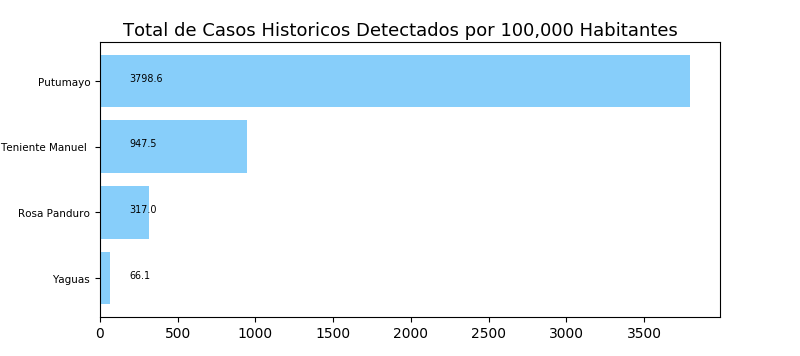 Total de Casos Historicos Detectados por 100,000 Habitantes
Putumayo 3798.6
Teniente Manuel 947.5
Rosa Panduro 317.0
Yaguas 66.1
0 500 1000 1500 2000 2500 3000 3500